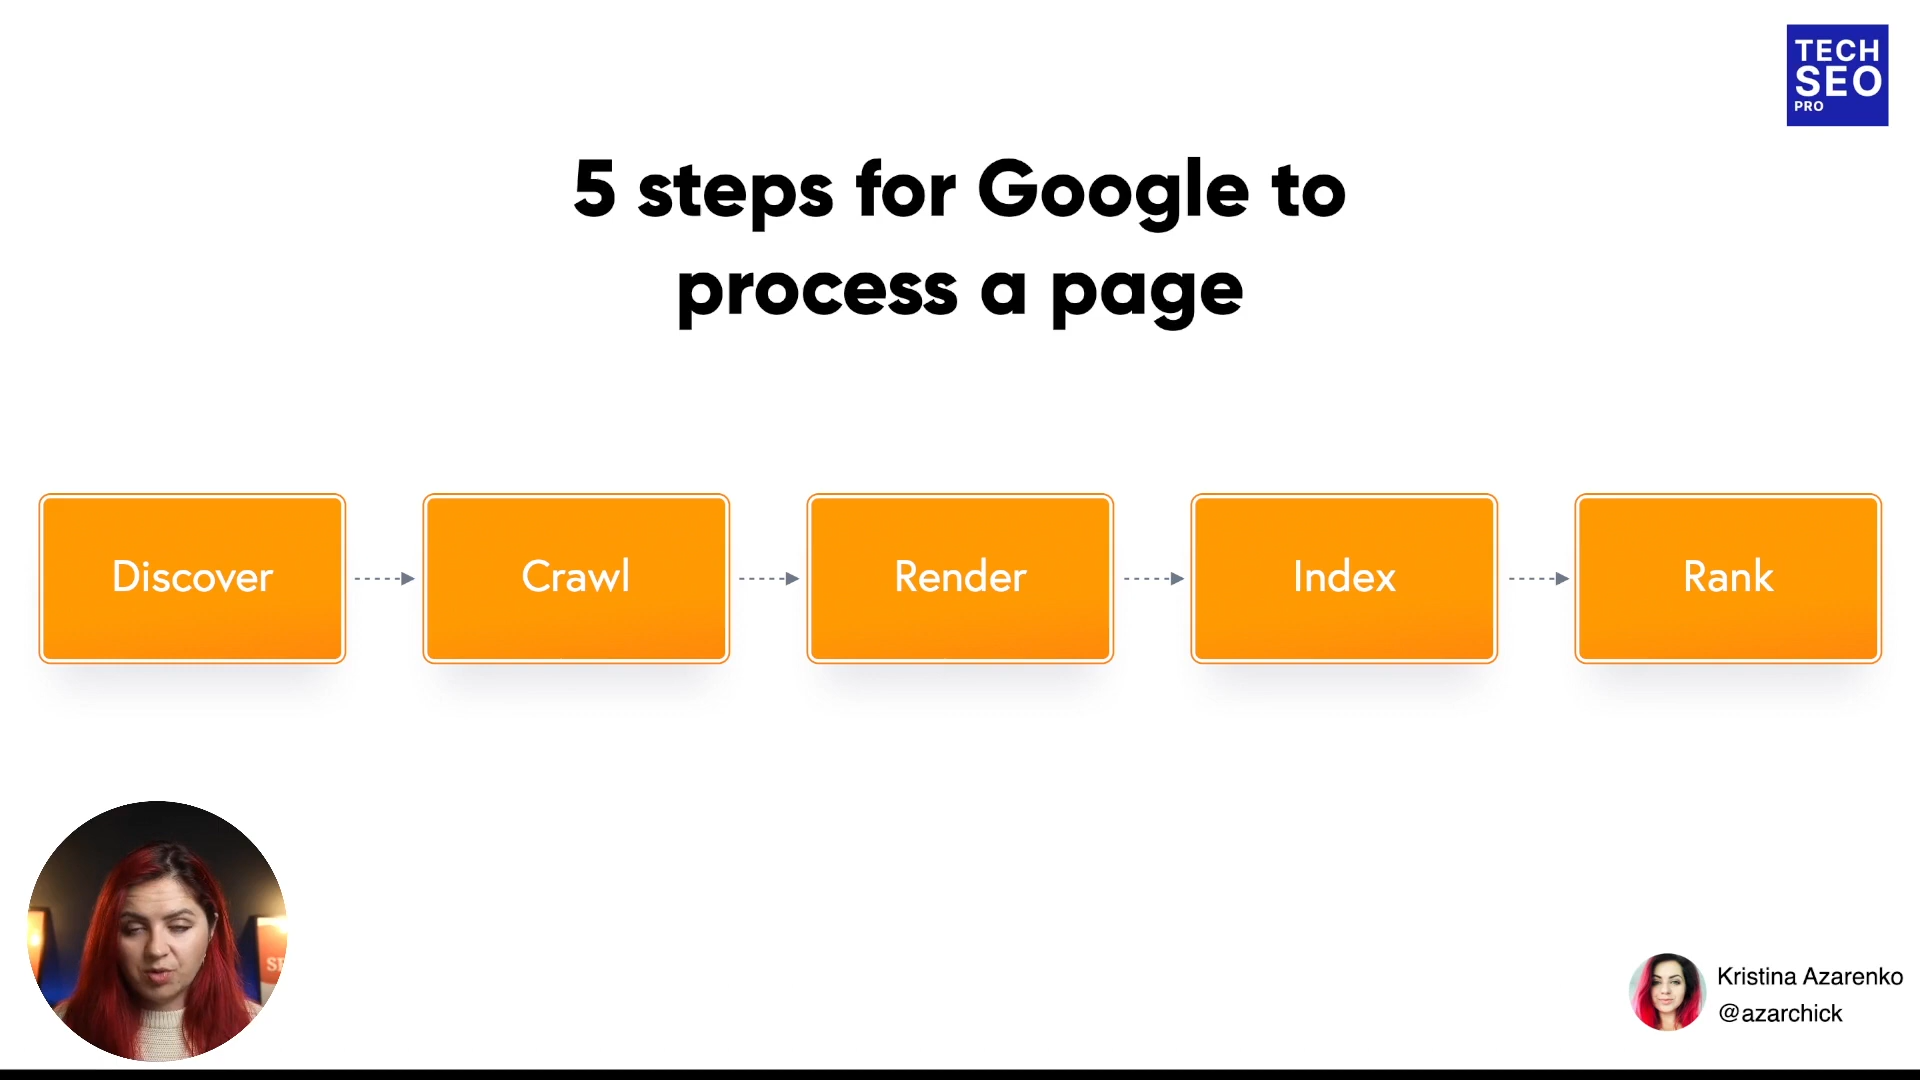 TECH
SEO
PRO
5 steps for Google to
process a page
Discover
Crawl
Render
Index
Rank
Kristina Azarenko
@azarchick